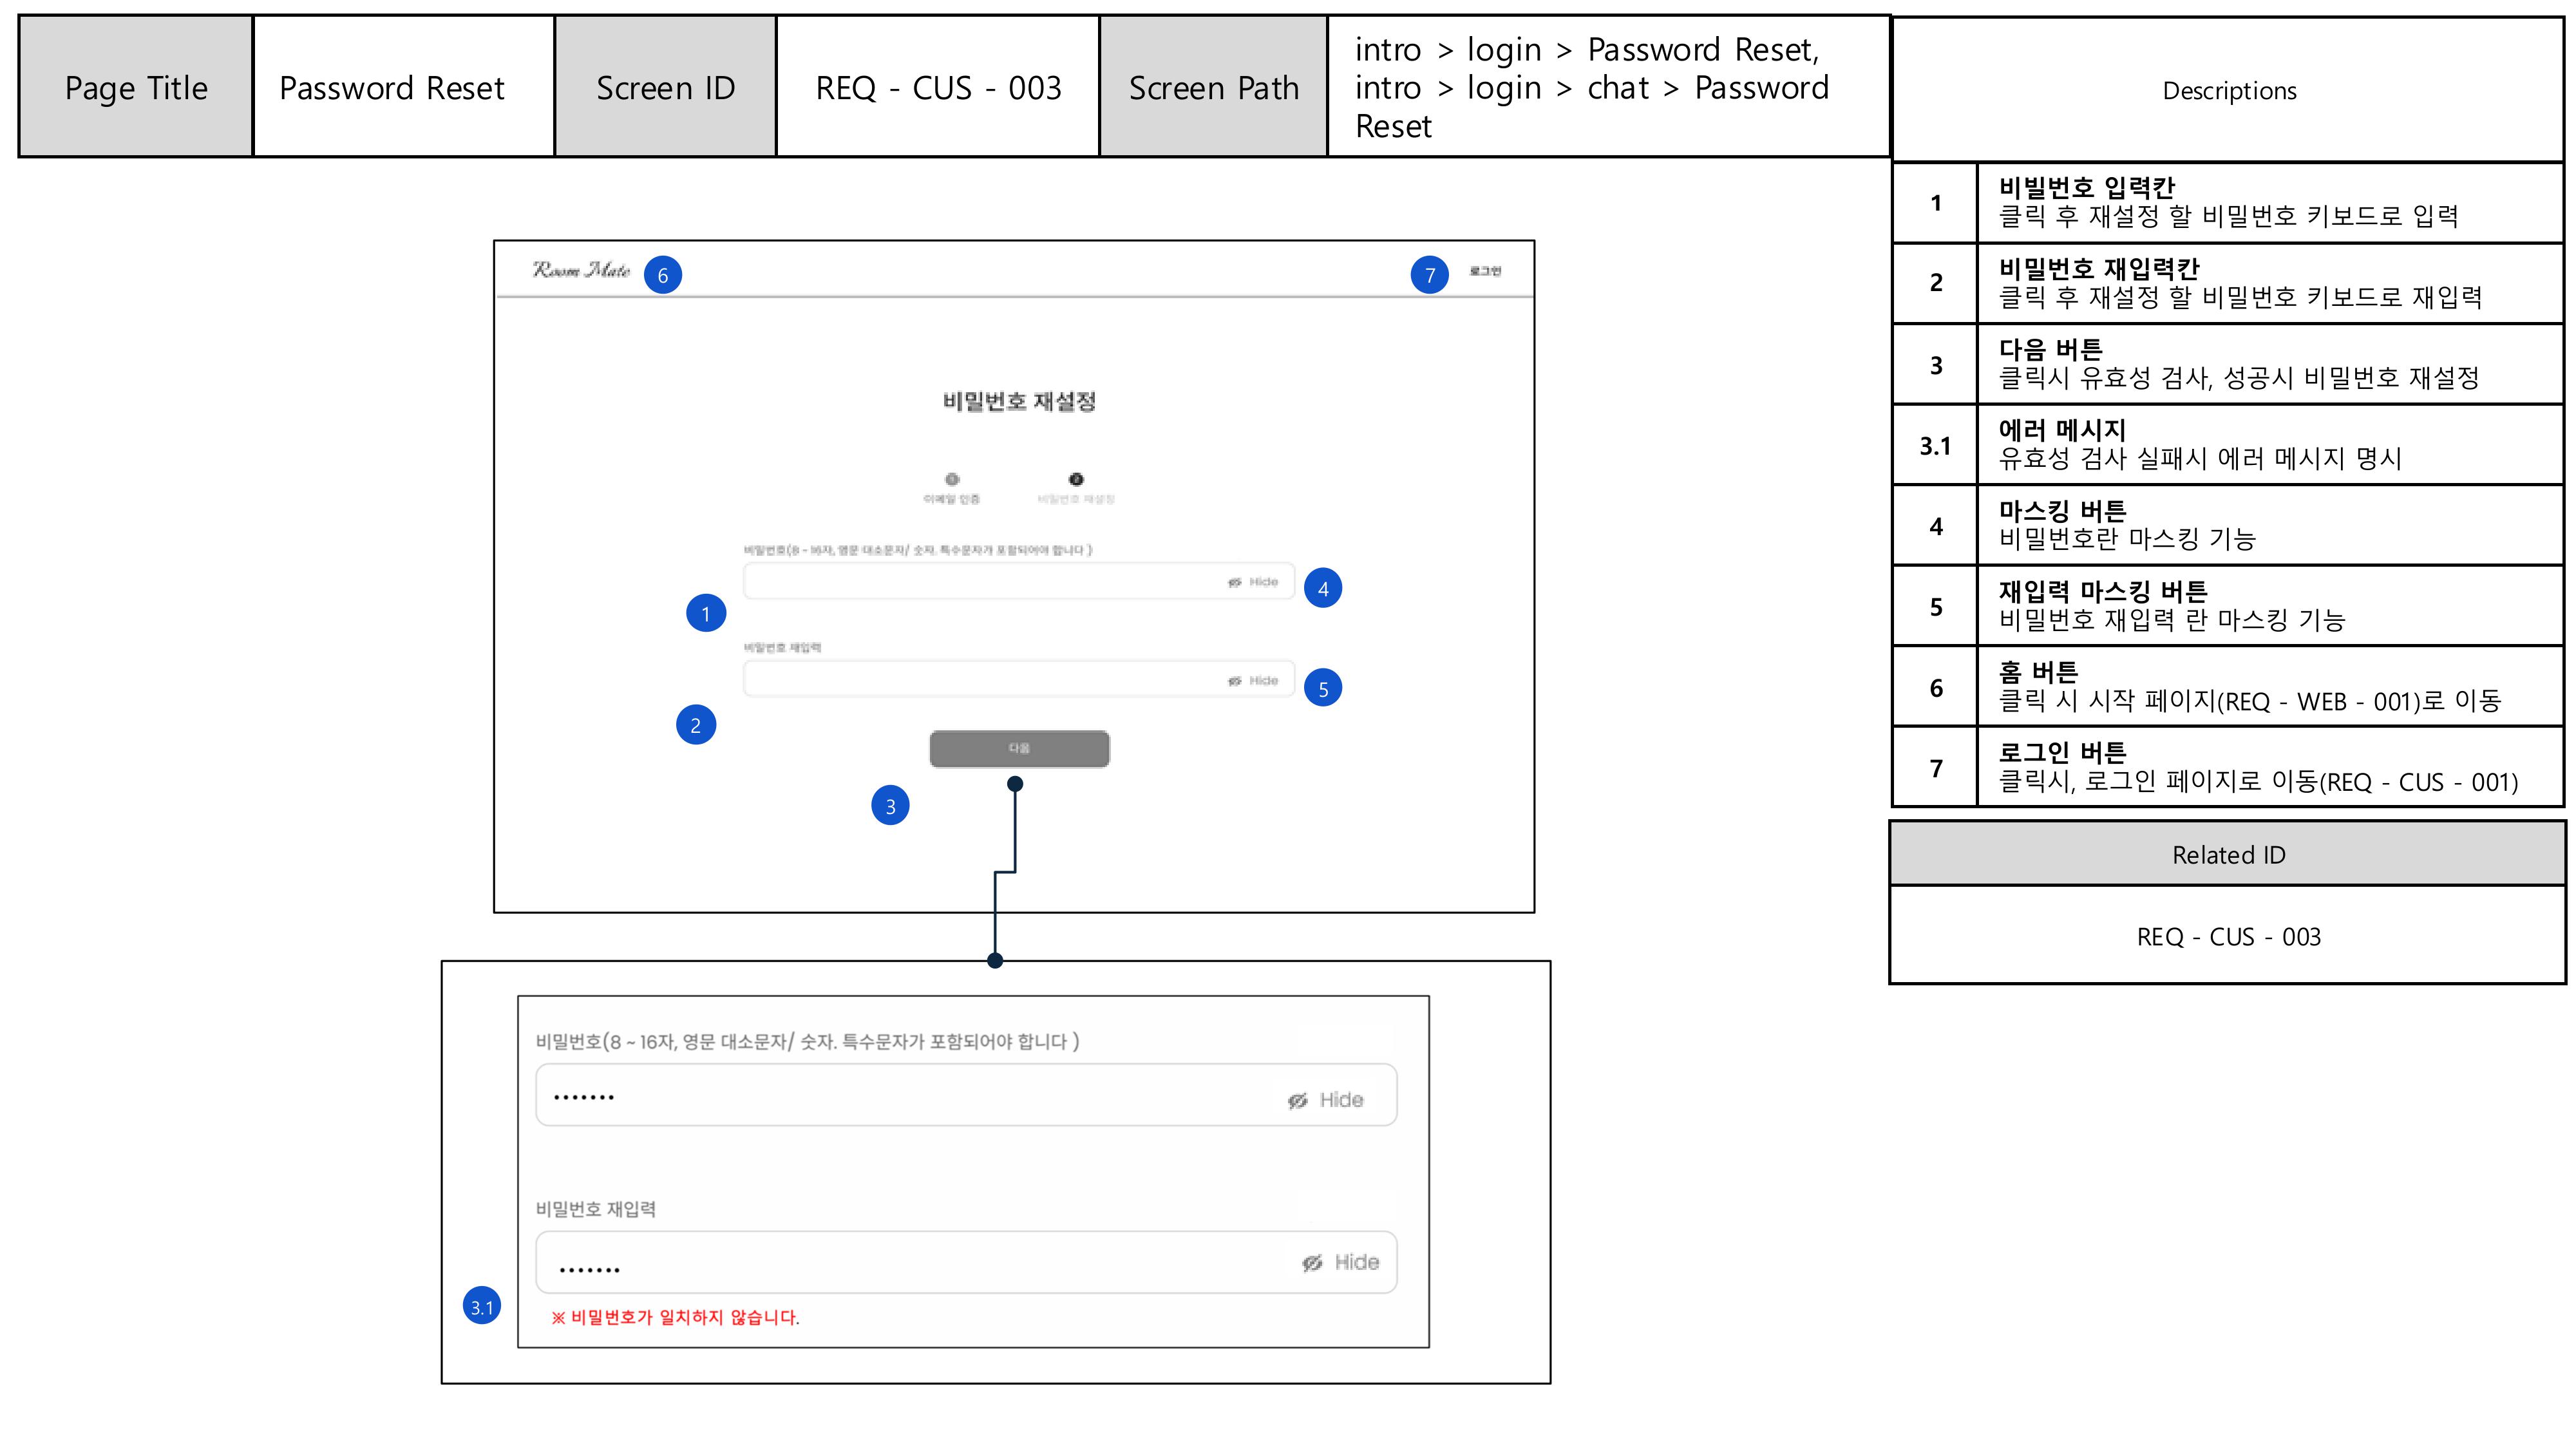 Page Title
Password Reset
Screen ID
REQ - CUS - 003
Screen Path
intro > login > Password Reset,
intro > login > chat > Password
Reset
Descriptions
1
비빌번호 입력칸
클릭 후 재설정 할 비밀번호 키보드로 입력
2
비밀번호 재입력칸
클릭 후 재설정 할 비밀번호 키보드로 재입력
3
다음 버튼
클릭시 유효성 검사, 성공시 비밀번호 재설정
3.1
에러 메시지
유효성 검사 실패시 에러 메시지 명시
4
마스킹 버튼
비밀번호란 마스킹 기능
5
재입력 마스킹 버튼
비밀번호 재입력 란 마스킹 기능
6
홈 버튼
클릭 시 시작 페이지(REQ - WEB - 001)로 이동
7
로그인 버튼
클릭시, 로그인 페이지로 이동(REQ - CUS - 001)
Related ID
REQ - CUS - 003
Room Mate
6
7
로그인
비밀번호 재설정
1
2
이메일 인증
비밀번호 재설정
비밀번호(8 ~ 16자, 영문 대소문자/ 숫자. 특수문자가 포함되어야 합니다 )
Hide
4
1
비밀번호 재입력
Hide
5
2
다음
3
비밀번호(8 ~ 16자, 영문 대소문자/ 숫자. 특수문자가 포함되어야 합니다 )
•••••••
Hide
비밀번호 재입력
•••••••
Hide
3.1
※ 비밀번호가 일치하지 않습니다.